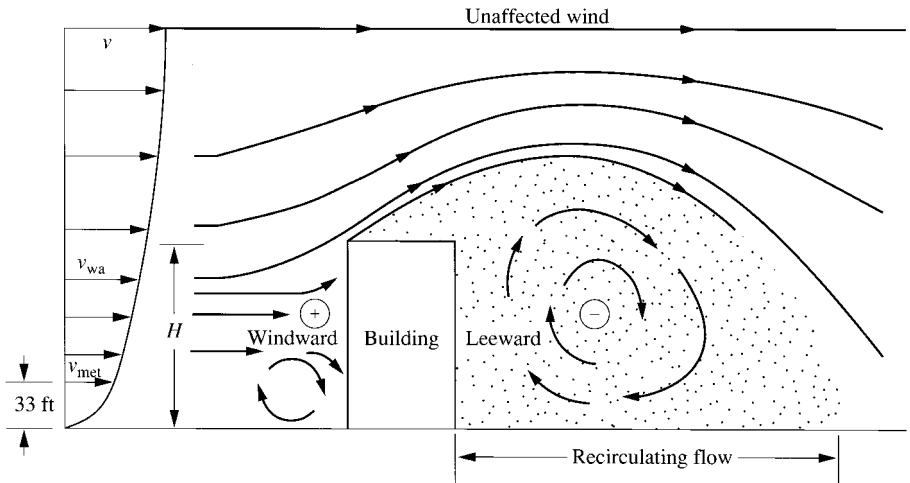 Unaffected wind
v
v_wa
H
+
−
Windward
Building
Leeward
v_met
33 ft
Recirculating flow